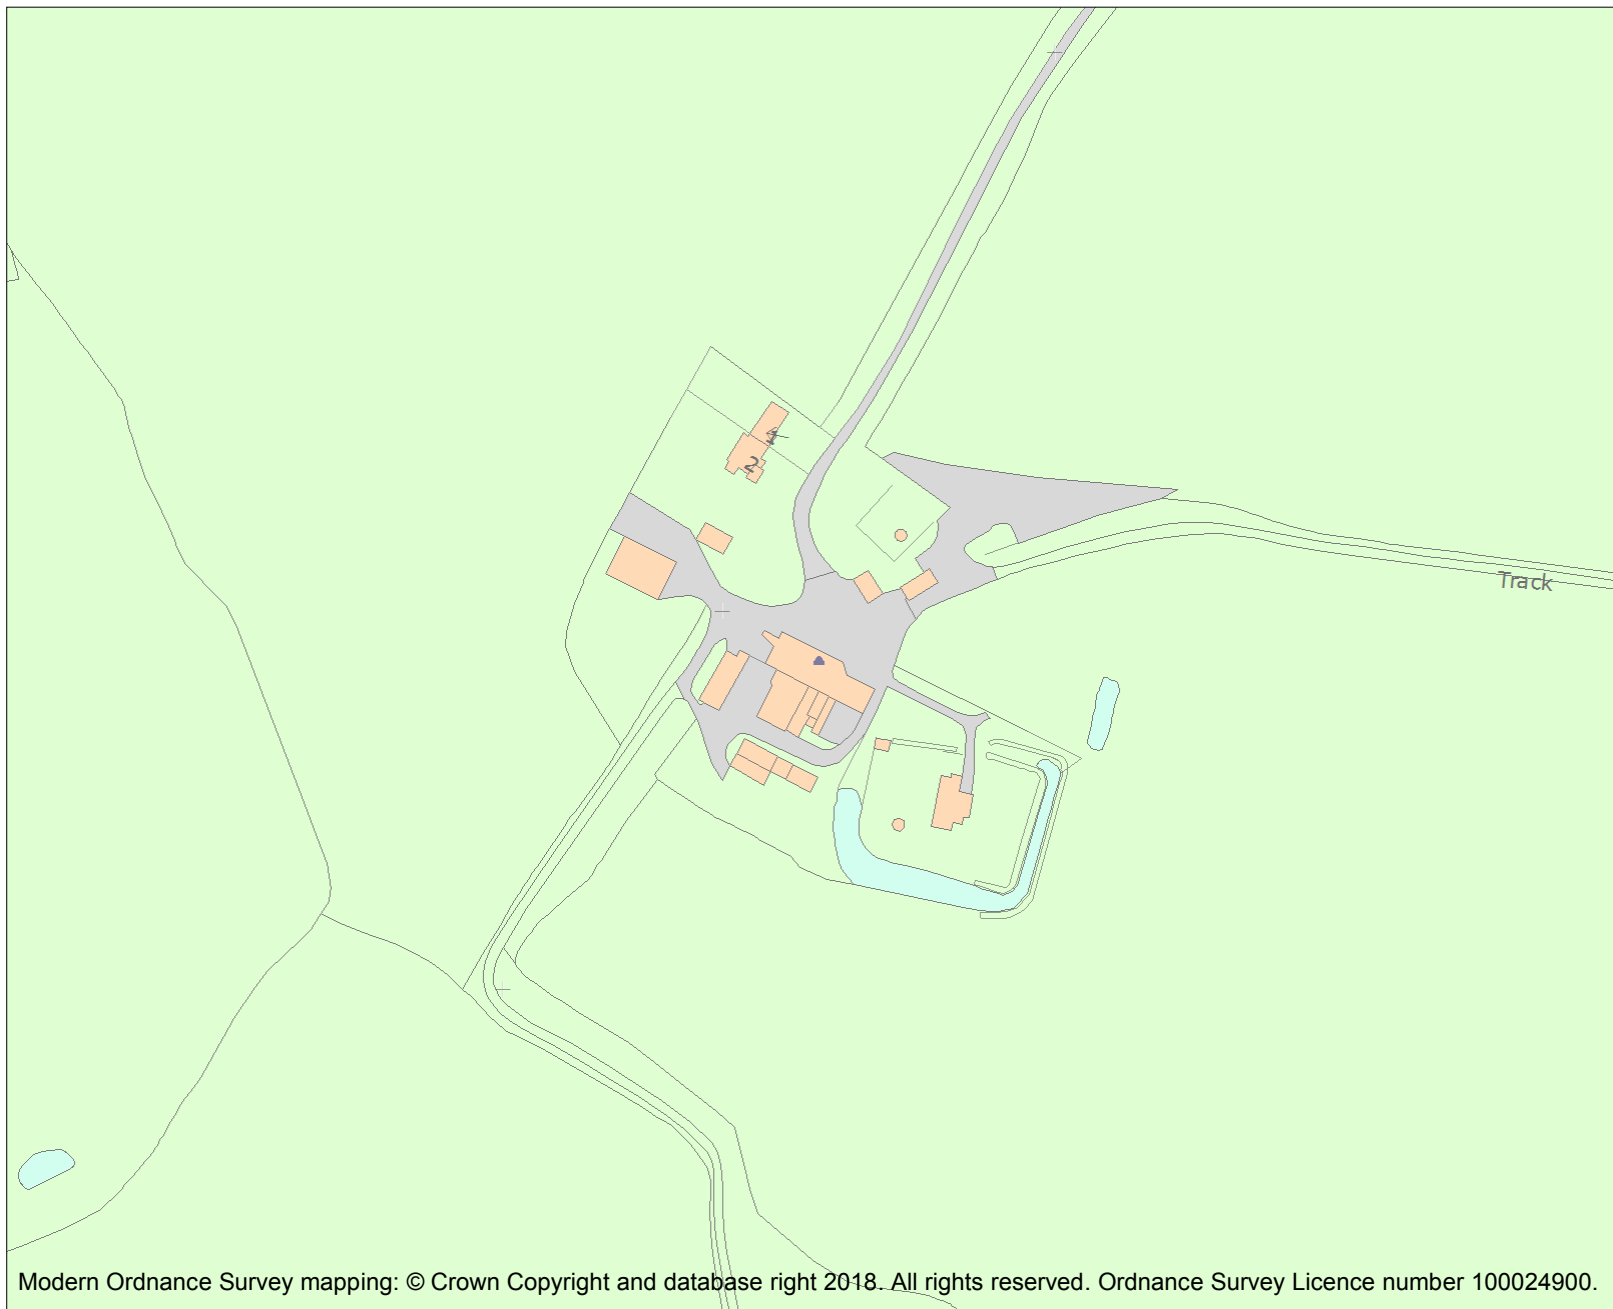 1
2
Track
Modern Ordnance Survey mapping: © Crown Copyright and database right 2018. All rights reserved. Ordnance Survey Licence number 100024900.